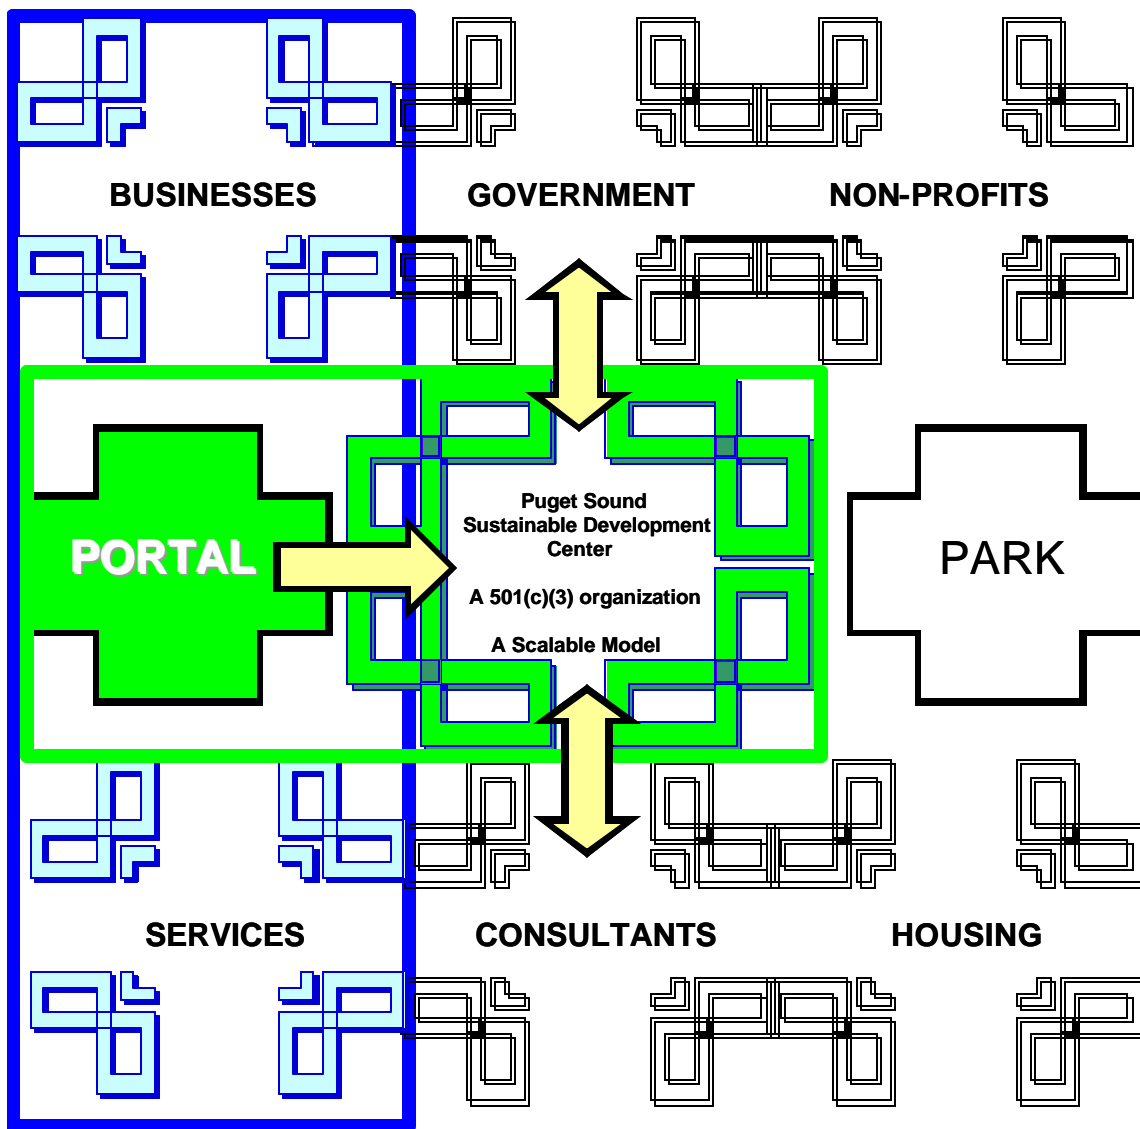 BUSINESSES
GOVERNMENT
NON-PROFITS
Puget Sound
Sustainable Development
Center
A 501(c)(3) organization
A Scalable Model
PORTAL
PARK
SERVICES
CONSULTANTS
HOUSING